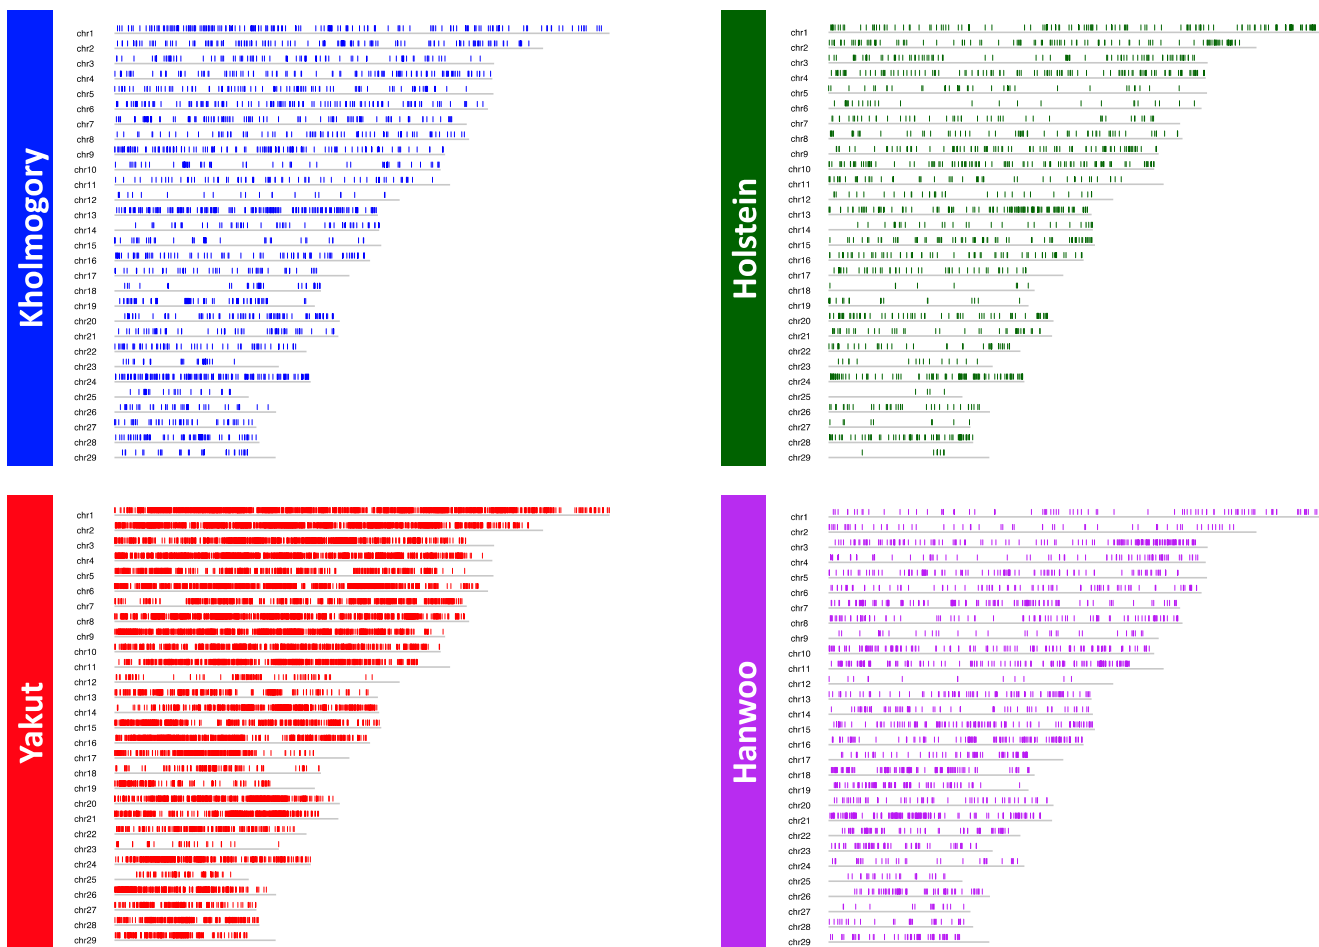 Kholmogory
chr1
chr2
chr3
chr4
chr5
chr6
chr7
chr8
chr9
chr10
chr11
chr12
chr13
chr14
chr15
chr16
chr17
chr18
chr19
chr20
chr21
chr22
chr23
chr24
chr25
chr26
chr27
chr28
chr29
Holstein
chr1
chr2
chr3
chr4
chr5
chr6
chr7
chr8
chr9
chr10
chr11
chr12
chr13
chr14
chr15
chr16
chr17
chr18
chr19
chr20
chr21
chr22
chr23
chr24
chr25
chr26
chr27
chr28
chr29
Yakut
chr1
chr2
chr3
chr4
chr5
chr6
chr7
chr8
chr9
chr10
chr11
chr12
chr13
chr14
chr15
chr16
chr17
chr18
chr19
chr20
chr21
chr22
chr23
chr24
chr25
chr26
chr27
chr28
chr29
Hanwoo
chr1
chr2
chr3
chr4
chr5
chr6
chr7
chr8
chr9
chr10
chr11
chr12
chr13
chr14
chr15
chr16
chr17
chr18
chr19
chr20
chr21
chr22
chr23
chr24
chr25
chr26
chr27
chr28
chr29